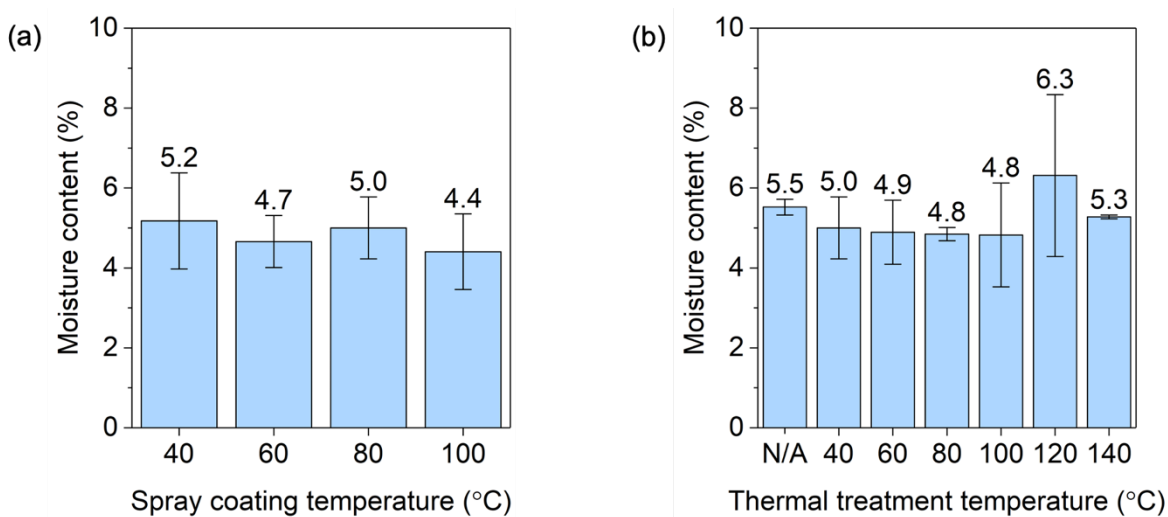 (a)
10
8
6
4
2
0
Moisture content (%)
5.2
4.7
5.0
4.4
40 60 80 100
Spray coating temperature (°C)
(b)
10
8
6
4
2
0
Moisture content (%)
5.5
5.0
4.9
4.8
4.8
6.3
5.3
N/A 40 60 80 100 120 140
Thermal treatment temperature (°C)